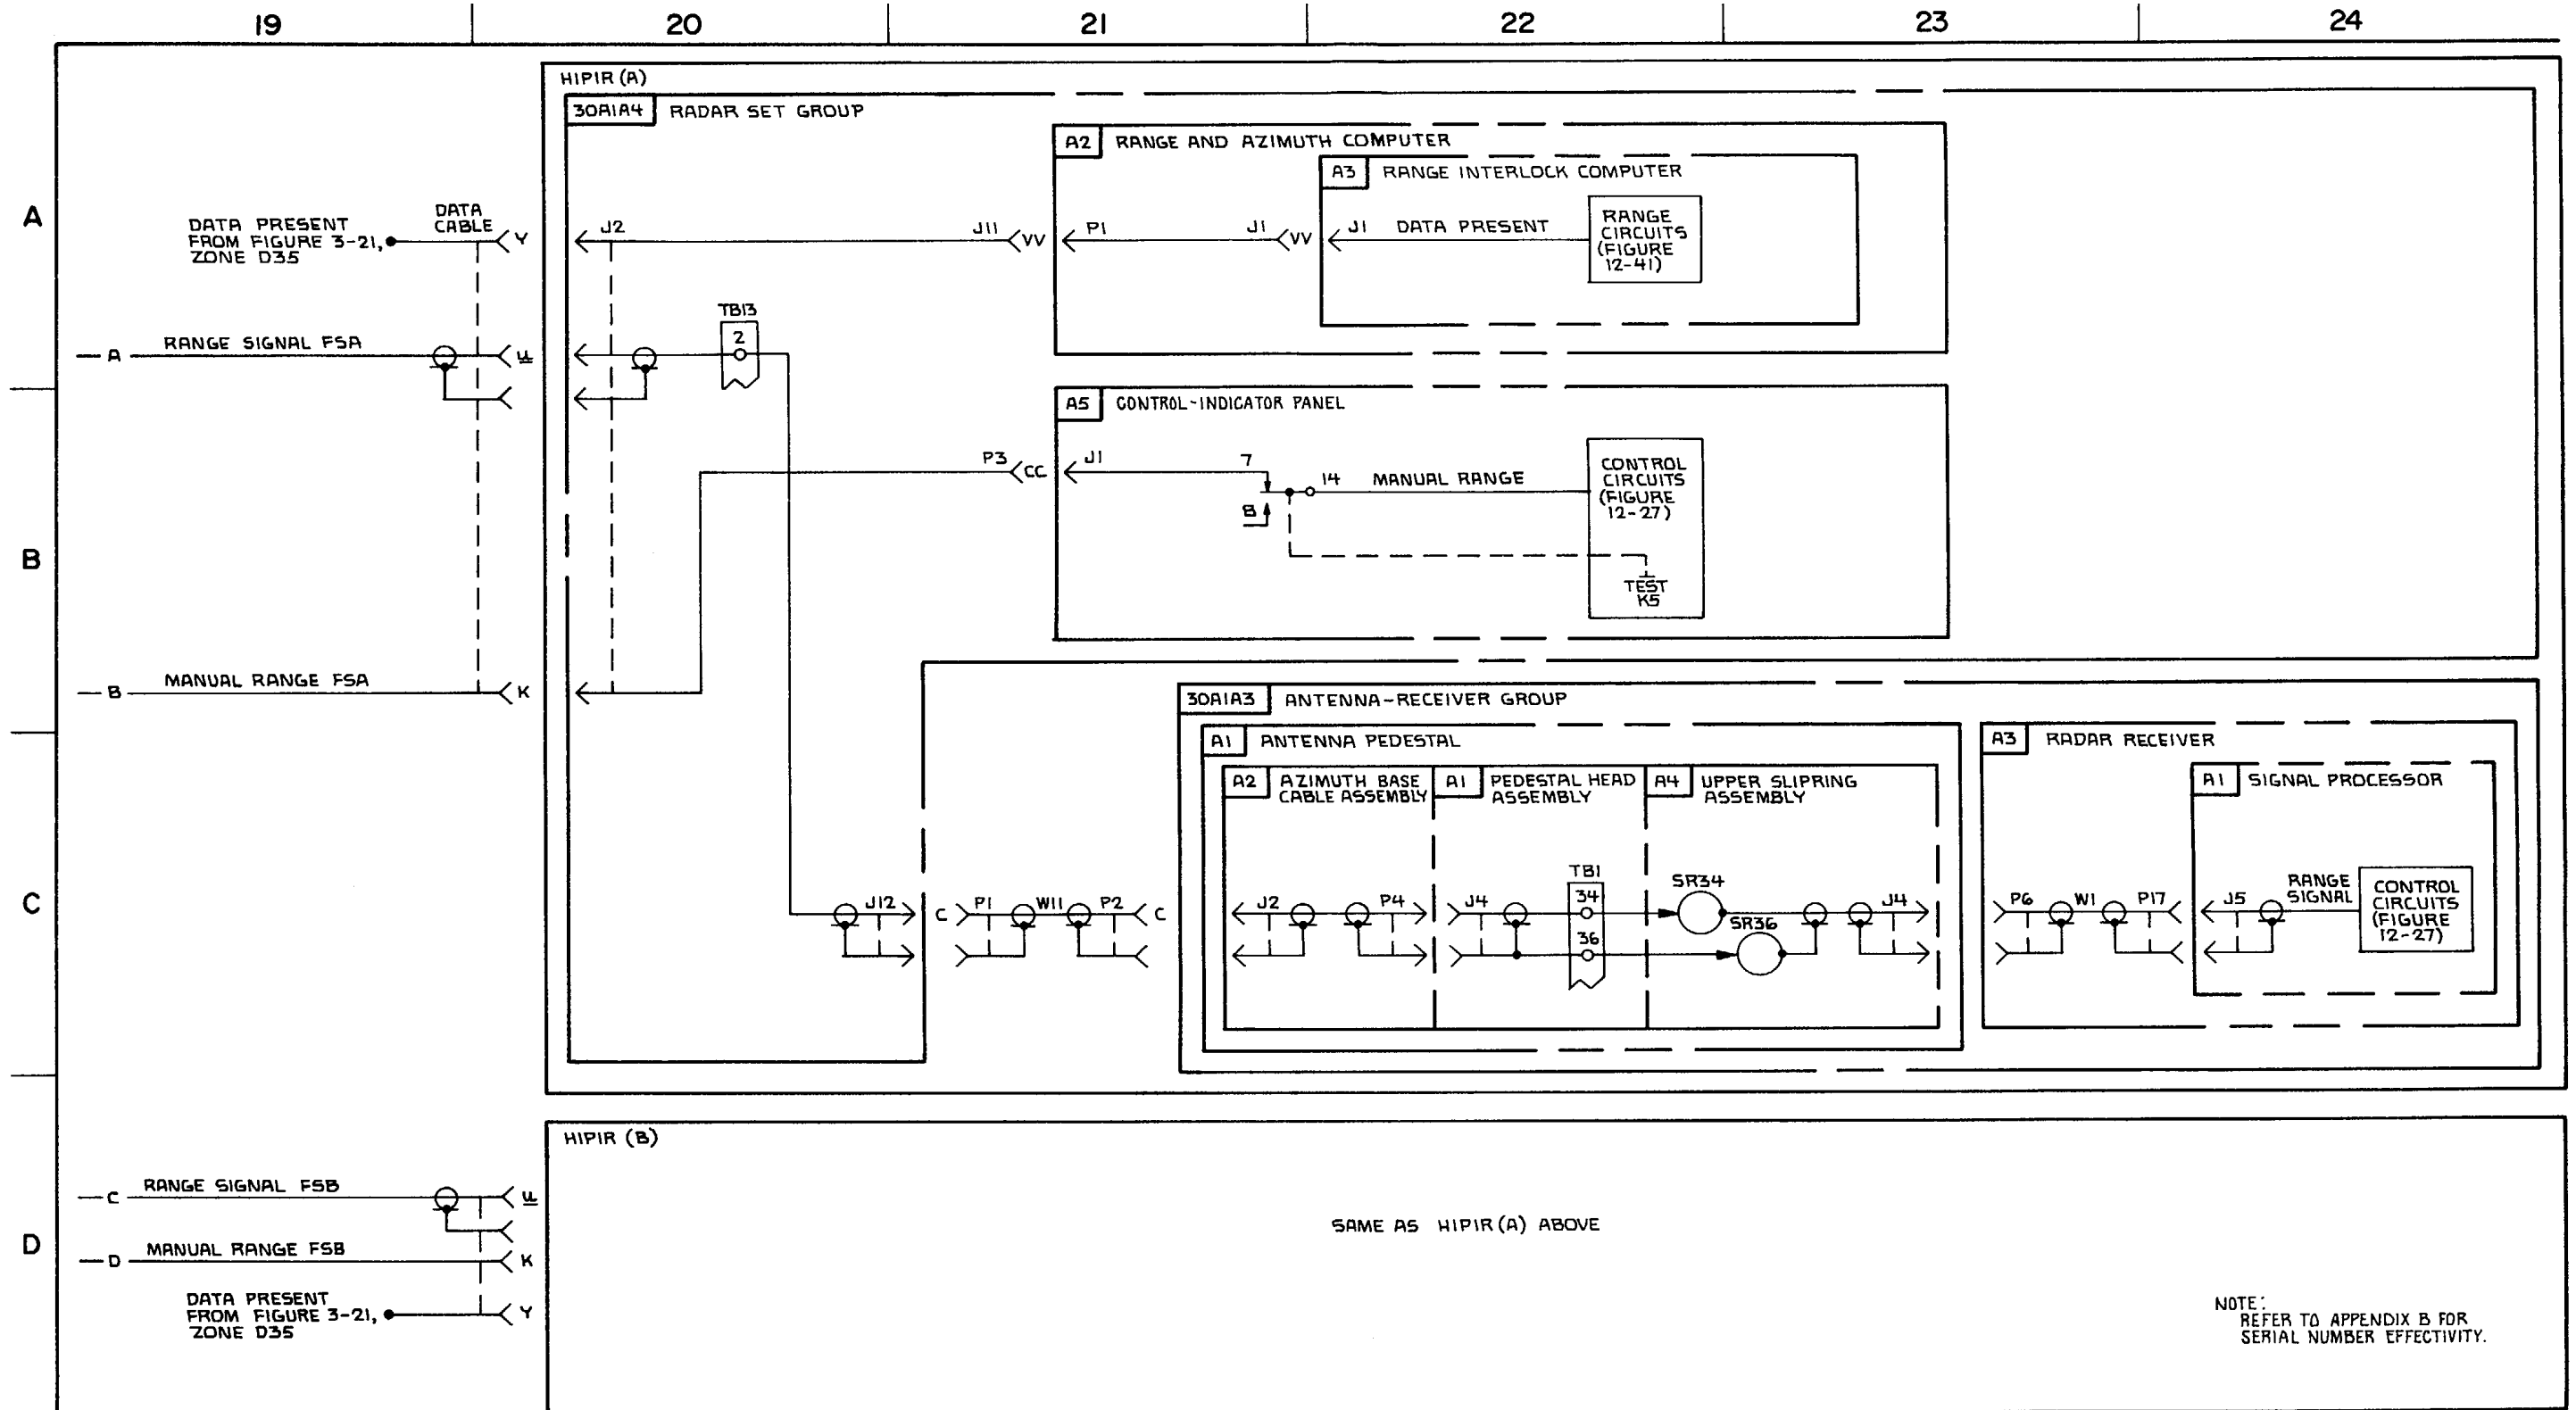 19 20 21 22 23 24
A
B
C
D
HIPIR (A)
30A1A4 RADAR SET GROUP
A2 RANGE AND AZIMUTH COMPUTER
A3 RANGE INTERLOCK COMPUTER
DATA PRESENT
FROM FIGURE 3-21,
ZONE D35
DATA
CABLE
Y
J2
J11
VV
P1
J1
VV
J1
DATA PRESENT
RANGE
CIRCUITS
(FIGURE
12-41)
A
RANGE SIGNAL FSA
u
TB13
2
A5 CONTROL-INDICATOR PANEL
P3
CC
J1
7
8
14
MANUAL RANGE
CONTROL
CIRCUITS
(FIGURE
12-27)
TEST
K5
B
MANUAL RANGE FSA
K
30A1A3 ANTENNA-RECEIVER GROUP
A1 ANTENNA PEDESTAL
A2 AZIMUTH BASE
CABLE ASSEMBLY
A1 PEDESTAL HEAD
ASSEMBLY
A4 UPPER SLIPRING
ASSEMBLY
A3 RADAR RECEIVER
A1 SIGNAL PROCESSOR
J12
C
P1
W11
P2
C
J2
P4
J4
TB1
34
36
SR34
SR36
J4
P6
W1
P17
J5
RANGE
SIGNAL
CONTROL
CIRCUITS
(FIGURE
12-27)
HIPIR (B)
C
RANGE SIGNAL FSB
u
D
MANUAL RANGE FSB
K
DATA PRESENT
FROM FIGURE 3-21,
ZONE D35
Y
SAME AS HIPIR (A) ABOVE
NOTE:
REFER TO APPENDIX B FOR
SERIAL NUMBER EFFECTIVITY.